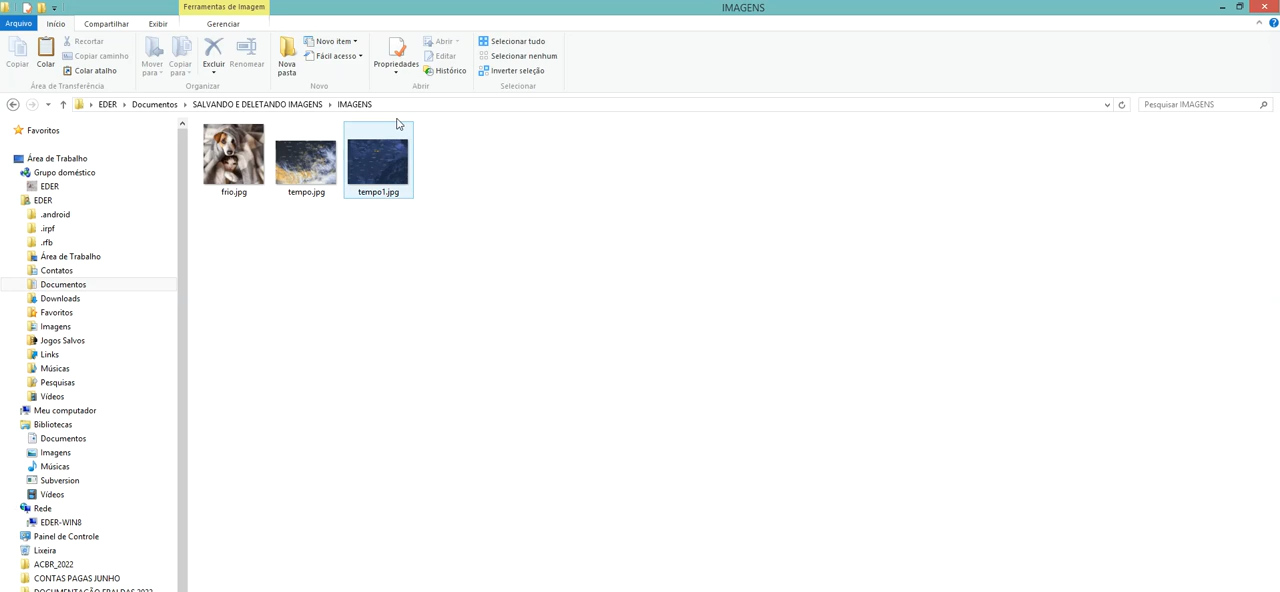 Ferramentas de Imagem
IMAGENS
Arquivo
Início
Compartilhar
Exibir
Gerenciar
Copiar
Colar
Recortar
Copiar caminho
Colar atalho
Área de Transferência
Mover para
Copiar para
Excluir
Renomear
Organizar
Nova pasta
Novo item
Fácil acesso
Novo
Propriedades
Abrir
Editar
Histórico
Abrir
Selecionar tudo
Selecionar nenhum
Inverter seleção
Selecionar
EDER
Documentos
SALVANDO E DELETANDO IMAGENS
IMAGENS
Pesquisar IMAGENS
Favoritos
Área de Trabalho
Grupo doméstico
EDER
EDER
.android
.irpf
.rfb
Área de Trabalho
Contatos
Documentos
Downloads
Favoritos
Imagens
Jogos Salvos
Links
Músicas
Pesquisas
Vídeos
Meu computador
Bibliotecas
Documentos
Imagens
Músicas
Subversion
Vídeos
Rede
EDER-WIN8
Painel de Controle
Lixeira
ACBR_2022
CONTAS PAGAS JUNHO
frio.jpg
tempo.jpg
tempo1.jpg